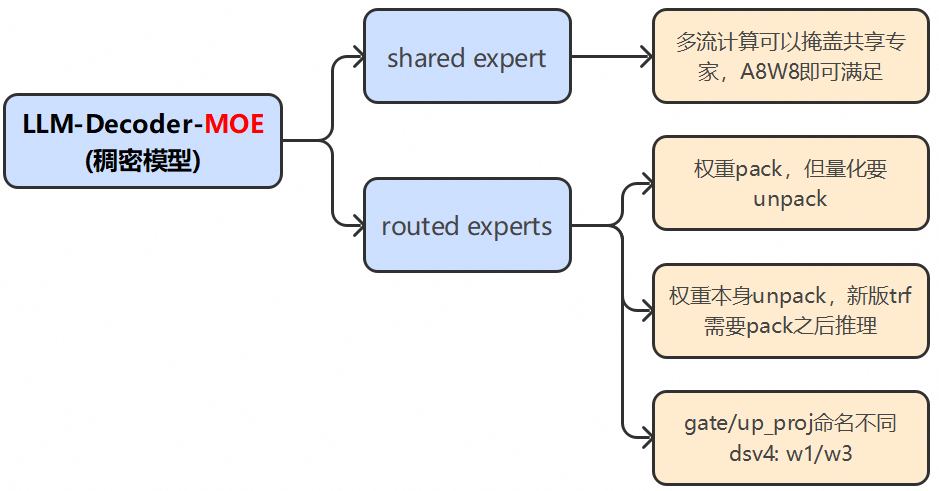 LLM-Decoder-MOE
(稠密模型)
shared expert
多流计算可以掩盖共享专
家，A8W8即可满足
routed experts
权重pack，但量化要
unpack
权重本身unpack，新版trf
需要pack之后推理
gate/up_proj命名不同
dsv4: w1/w3